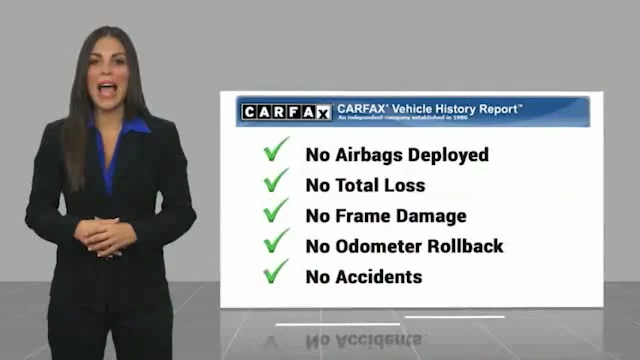 CARFAX CARFAX® Vehicle History Report™
An independent company established in 1986
No Airbags Deployed
No Total Loss
No Frame Damage
No Odometer Rollback
No Accidents